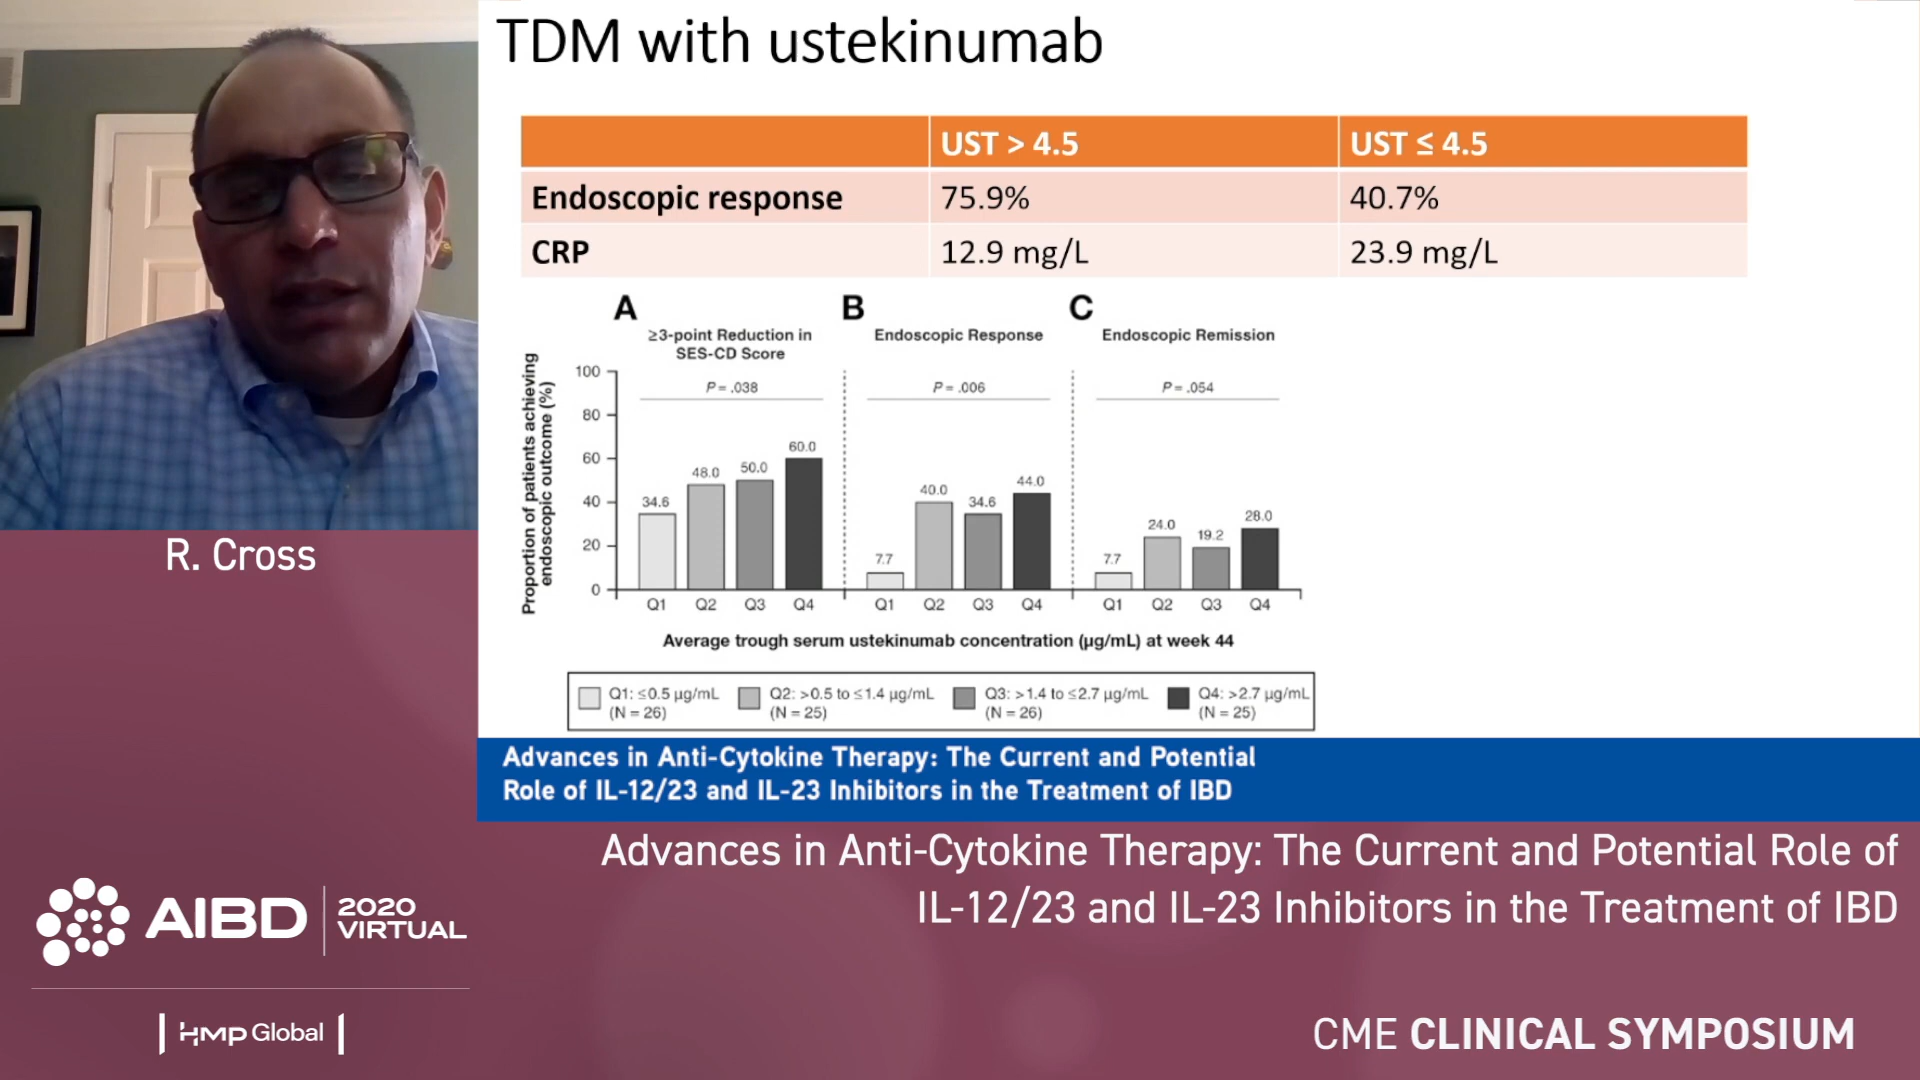 TDM with ustekinumab
UST > 4.5
UST ≤ 4.5
Endoscopic response
75.9%
40.7%
CRP
12.9 mg/L
23.9 mg/L
A
≥3-point Reduction in
SES-CD Score
B
Endoscopic Response
C
Endoscopic Remission
Proportion of patients achieving
endoscopic outcome (%)
100
80
60
40
20
0
P = .038
34.6
48.0
50.0
60.0
Q1
Q2
Q3
Q4
P = .006
7.7
40.0
34.6
44.0
Q1
Q2
Q3
Q4
P = .054
7.7
24.0
19.2
28.0
Q1
Q2
Q3
Q4
Average trough serum ustekinumab concentration (µg/mL) at week 44
Q1: ≤0.5 µg/mL
(N = 26)
Q2: >0.5 to ≤1.4 µg/mL
(N = 25)
Q3: >1.4 to ≤2.7 µg/mL
(N = 26)
Q4: >2.7 µg/mL
(N = 25)
R. Cross
Advances in Anti-Cytokine Therapy: The Current and Potential
Role of IL-12/23 and IL-23 Inhibitors in the Treatment of IBD
Advances in Anti-Cytokine Therapy: The Current and Potential Role of
IL-12/23 and IL-23 Inhibitors in the Treatment of IBD
AIBD
2020
VIRTUAL
HMP Global
CME CLINICAL SYMPOSIUM